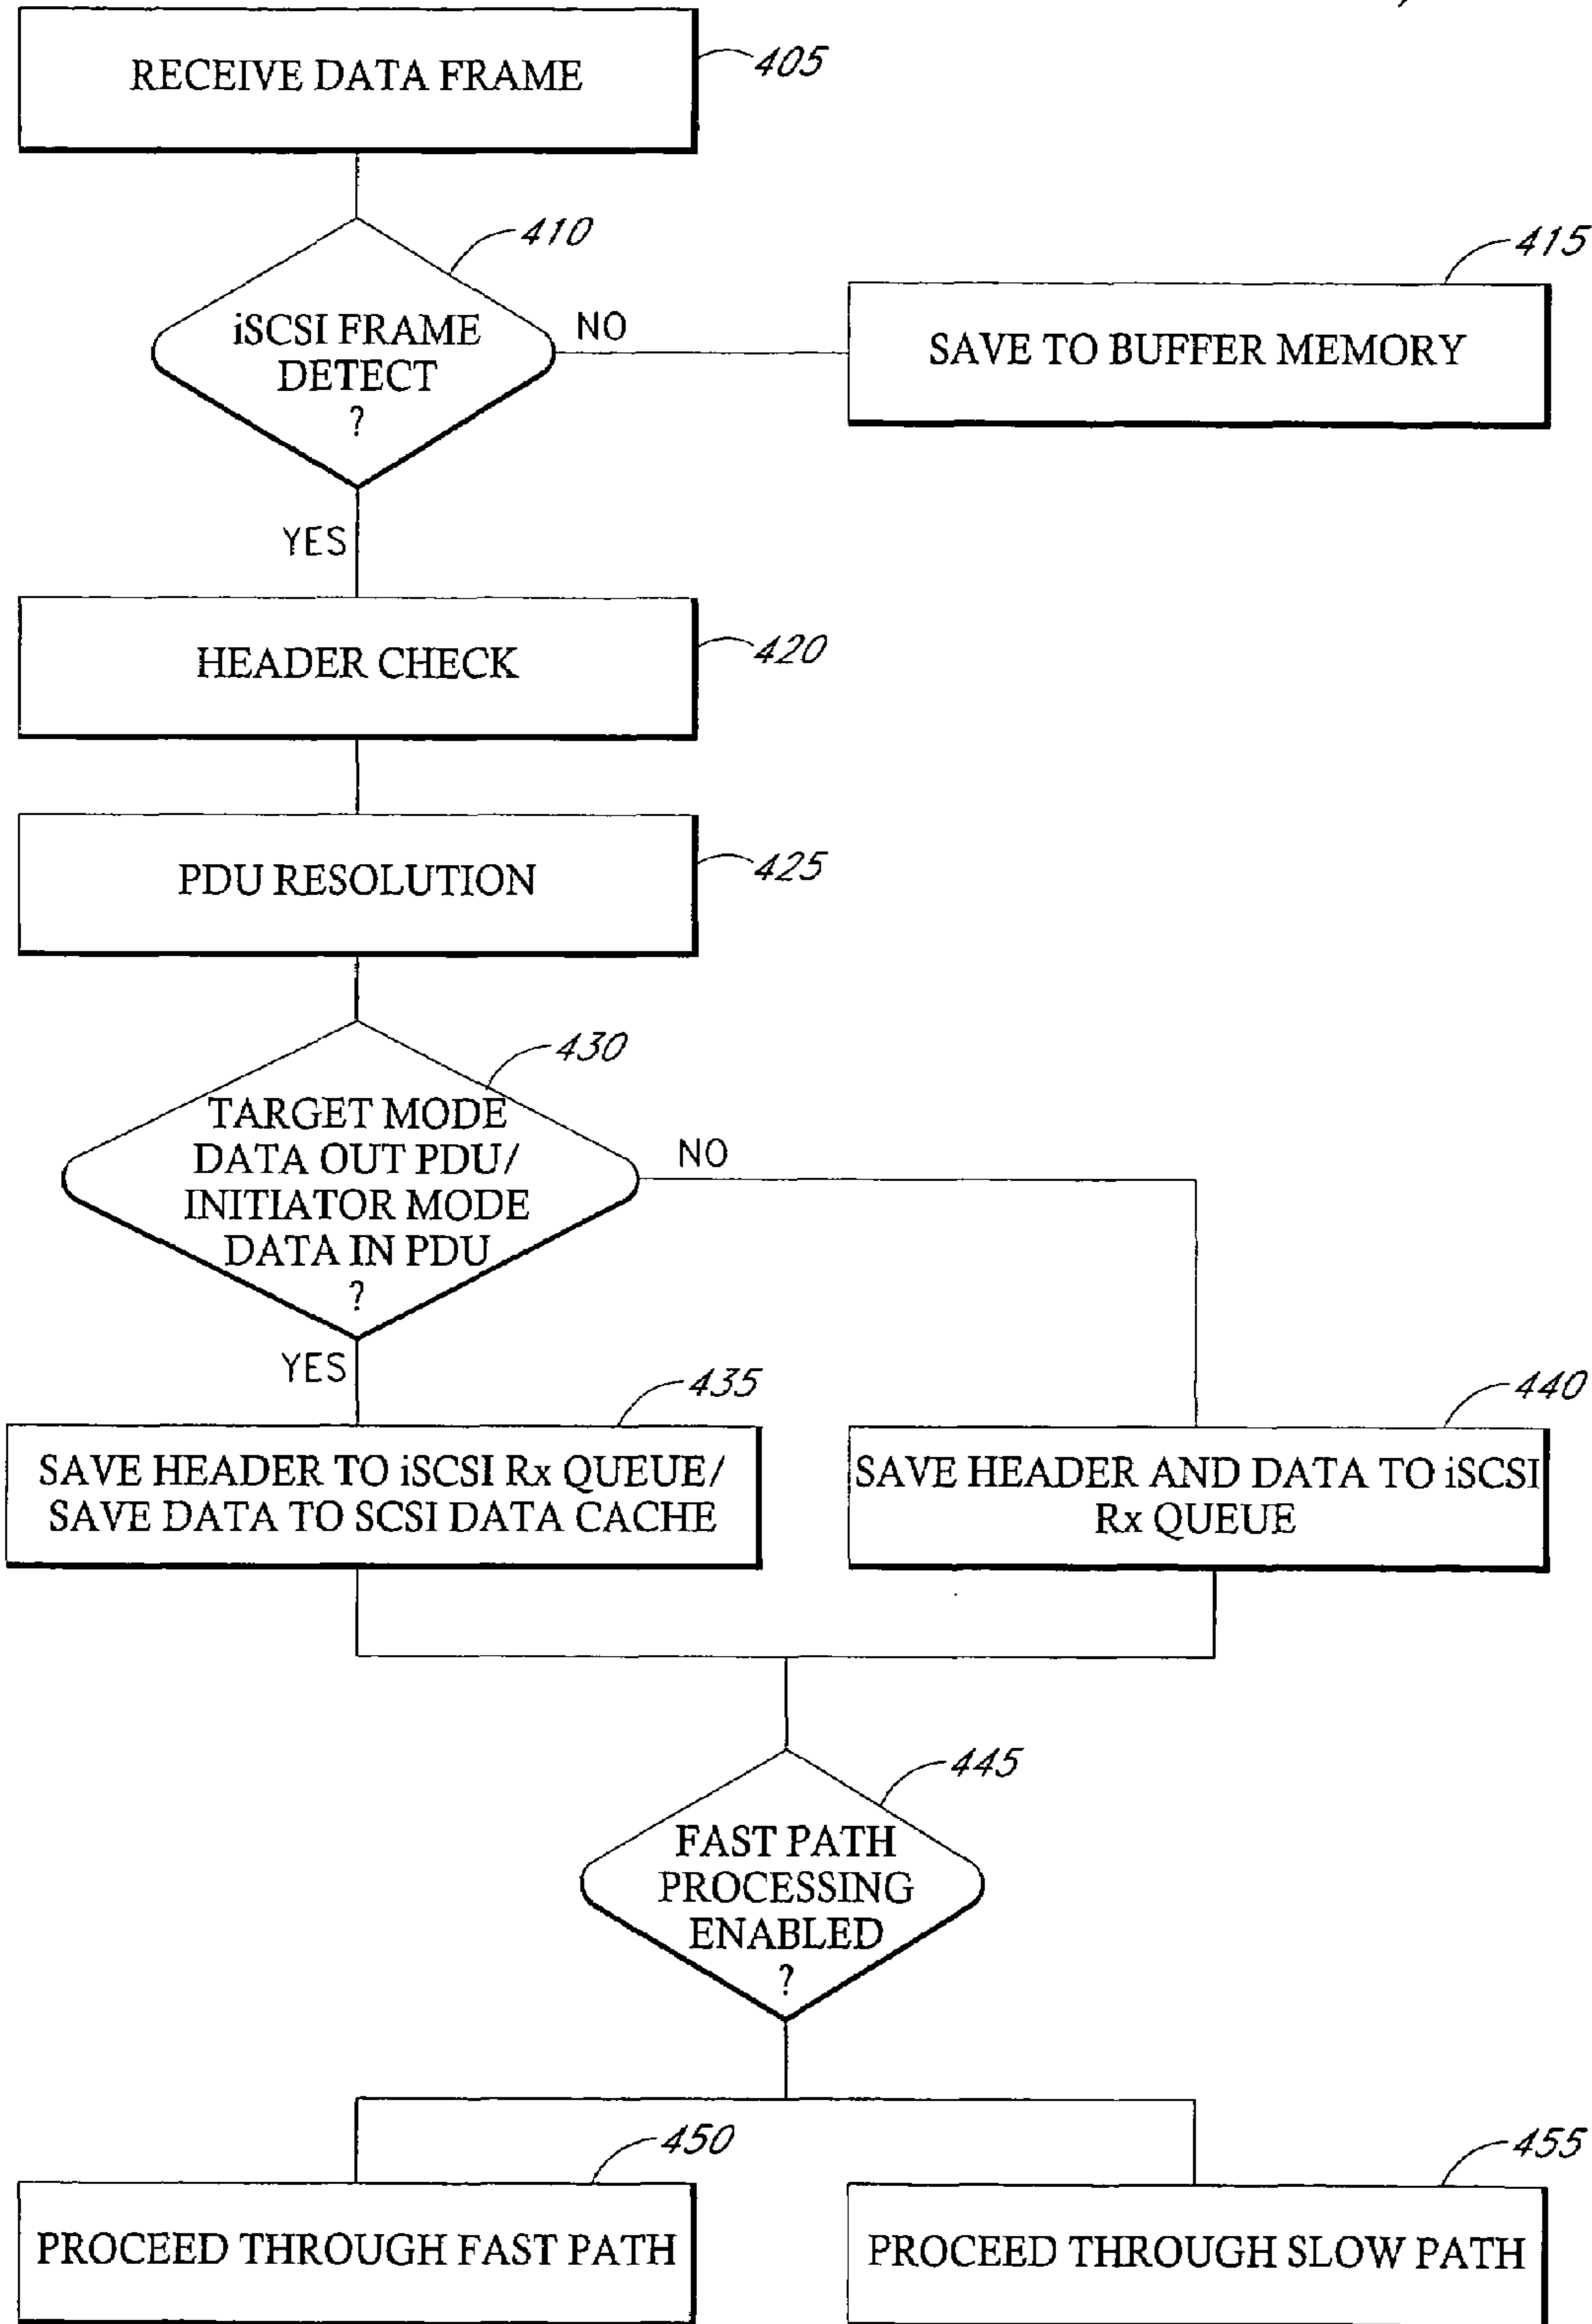 RECEIVE DATA FRAME
405
410
iSCSI FRAME
DETECT
?
NO
415
SAVE TO BUFFER MEMORY
YES
HEADER CHECK
420
PDU RESOLUTION
425
430
TARGET MODE
DATA OUT PDU/
INITIATOR MODE
DATA IN PDU
?
NO
YES
435
SAVE HEADER TO iSCSI Rx QUEUE/
SAVE DATA TO SCSI DATA CACHE
440
SAVE HEADER AND DATA TO iSCSI
Rx QUEUE
445
FAST PATH
PROCESSING
ENABLED
?
450
PROCEED THROUGH FAST PATH
455
PROCEED THROUGH SLOW PATH